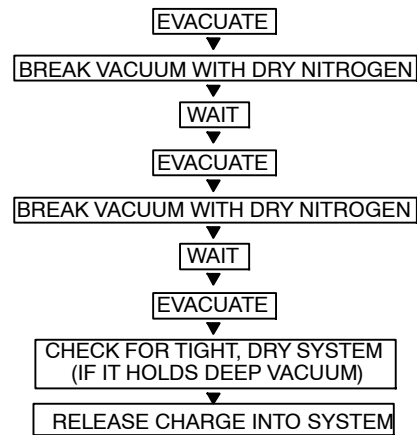 EVACUATE
BREAK VACUUM WITH DRY NITROGEN
WAIT
EVACUATE
BREAK VACUUM WITH DRY NITROGEN
WAIT
EVACUATE
CHECK FOR TIGHT, DRY SYSTEM
(IF IT HOLDS DEEP VACUUM)
RELEASE CHARGE INTO SYSTEM